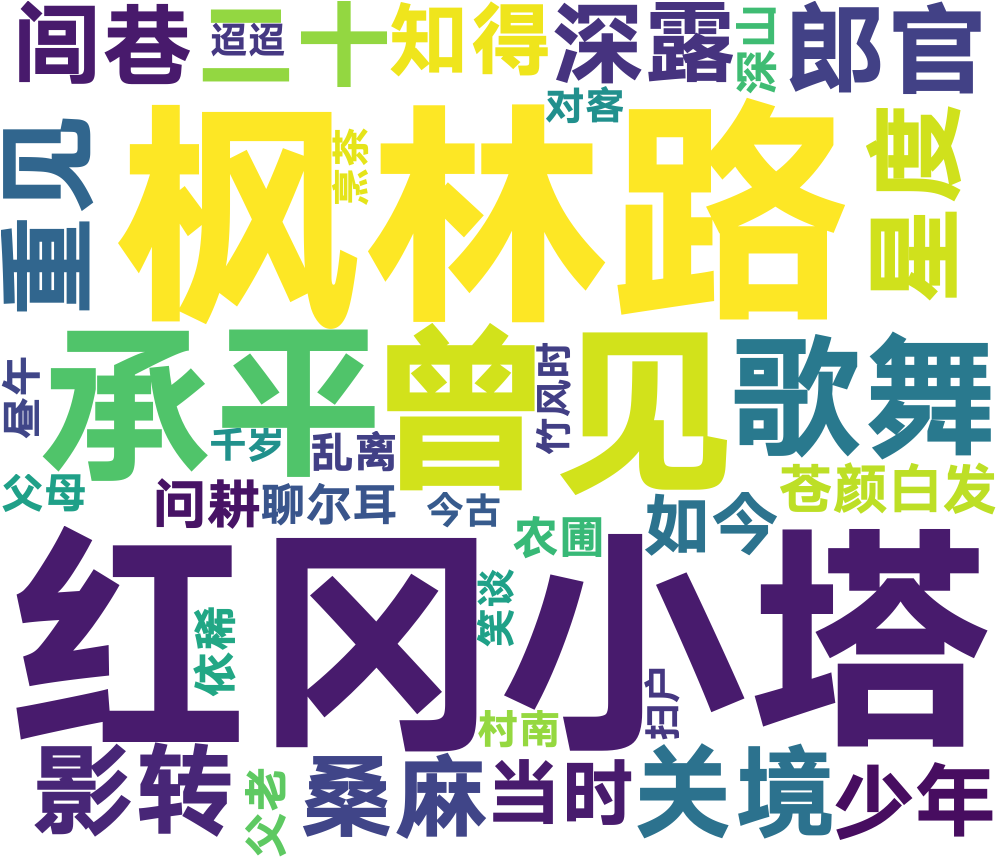 闾巷
三十
迢迢
知得
深露
深山
郎官
对客
重见
枫林路
烹茶
星度
承平
曾见
歌舞
昼午
千岁
乱离
竹风时
父母
问耕
聊尔耳
今古
农圃
如今
苍颜白发
红冈小塔
依稀
笑谈
村南
扫户
影转
父老
桑麻
当时
关境
少年